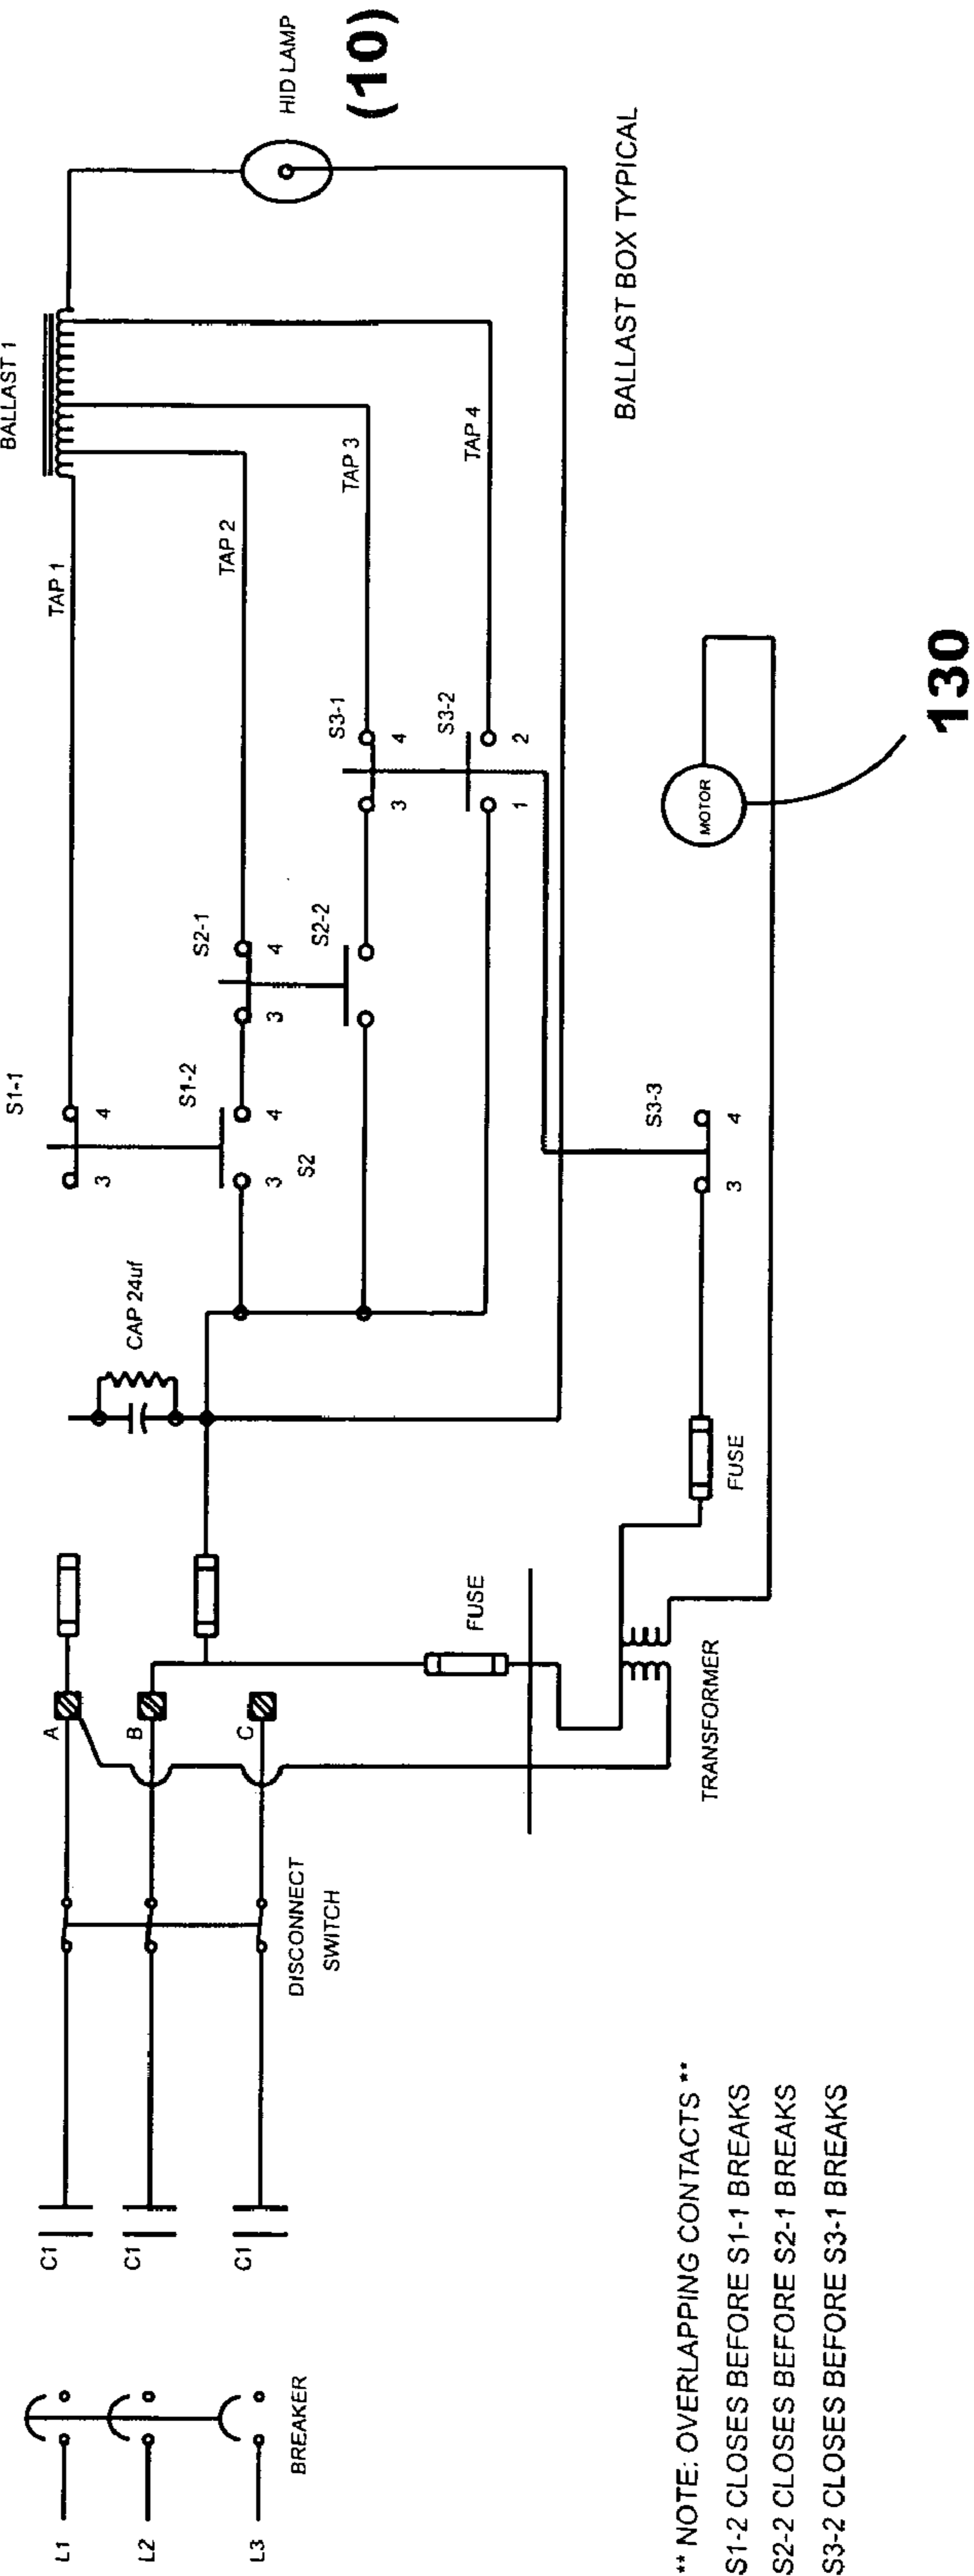 L1
L2
L3
BREAKER
C1
C1
C1
DISCONNECT
SWITCH
A
B
C
FUSE
TRANSFORMER
FUSE
CAP 24uf
S1-1
3
4
S1-2
3
4
S2
S2-1
3
4
S2-2
S3-1
3
4
S3-2
1
2
S3-3
3
4
TAP 1
TAP 2
TAP 3
TAP 4
BALLAST 1
HID LAMP
(10)
BALLAST BOX TYPICAL
MOTOR
130
** NOTE: OVERLAPPING CONTACTS **
S1-2 CLOSES BEFORE S1-1 BREAKS
S2-2 CLOSES BEFORE S2-1 BREAKS
S3-2 CLOSES BEFORE S3-1 BREAKS